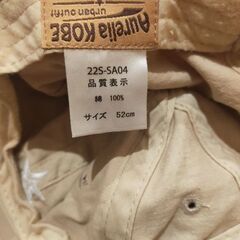 Aurelia KOBE
urban outfit
22S-SA04
品質表示
綿 100%
サイズ 52cm